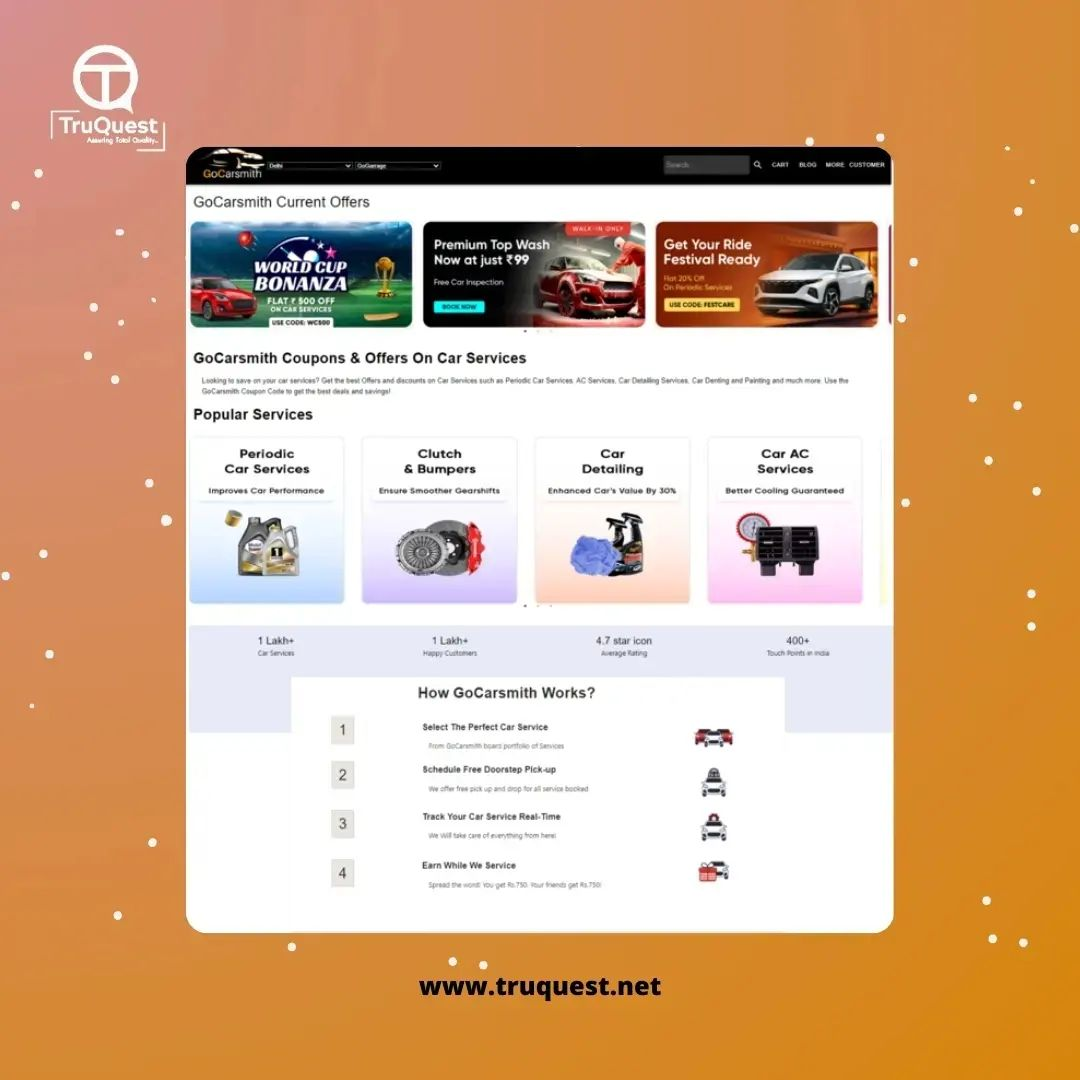 TruQuest
Assuring Total Quality..
GoCarsmith
Delhi
GoGarage
Search
CART
BLOG
MORE
CUSTOMER
GoCarsmith Current Offers
WORLD CUP
BONANZA
FLAT ₹ 500 OFF
ON CAR SERVICES
USE CODE: WC500
WALK-IN ONLY
Premium Top Wash
Now at just ₹99
Free Car Inspection
BOOK NOW
Get Your Ride
Festival Ready
Flat 20% Off
On Periodic Services
USE CODE: FESTCARE
GoCarsmith Coupons & Offers On Car Services
Looking to save on your car services? Get the best Offers and discounts on Car Services such as Periodic Car Services, AC Services, Car Detailing Services, Car Denting and Painting and much more. Use the
GoCarsmith Coupon Code to get the best deals and savings!
Popular Services
Periodic
Car Services
Improves Car Performance
Clutch
& Bumpers
Ensure Smoother Gearshifts
Car
Detailing
Enhanced Car's Value By 30%
Car AC
Services
Better Cooling Guaranteed
1 Lakh+
Car Services
1 Lakh+
Happy Customers
4.7 star icon
Average Rating
400+
Touch Points in India
How GoCarsmith Works?
1
Select The Perfect Car Service
From GoCarsmith board portfolio of Services
2
Schedule Free Doorstep Pick-up
We offer free pick up and drop for all service booked
3
Track Your Car Service Real-Time
We Will take care of everything from here!
4
Earn While We Service
Spread the word! You get Rs.750. Your friends get Rs.750!
www.truquest.net